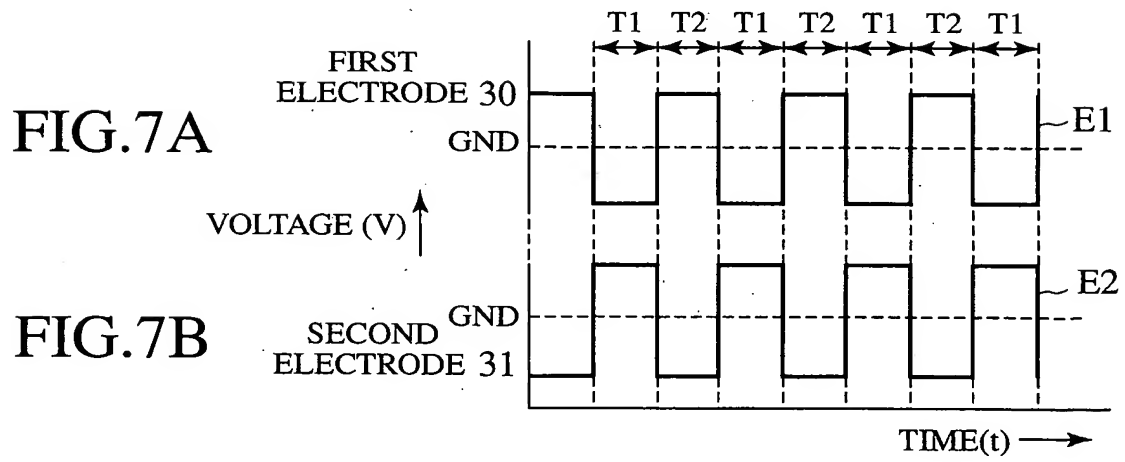 T1 T2 T1 T2 T1 T2 T1
FIRST
ELECTRODE 30
FIG.7A
GND
E1
VOLTAGE (V)
E2
GND
FIG.7B
SECOND
ELECTRODE 31
TIME(t)